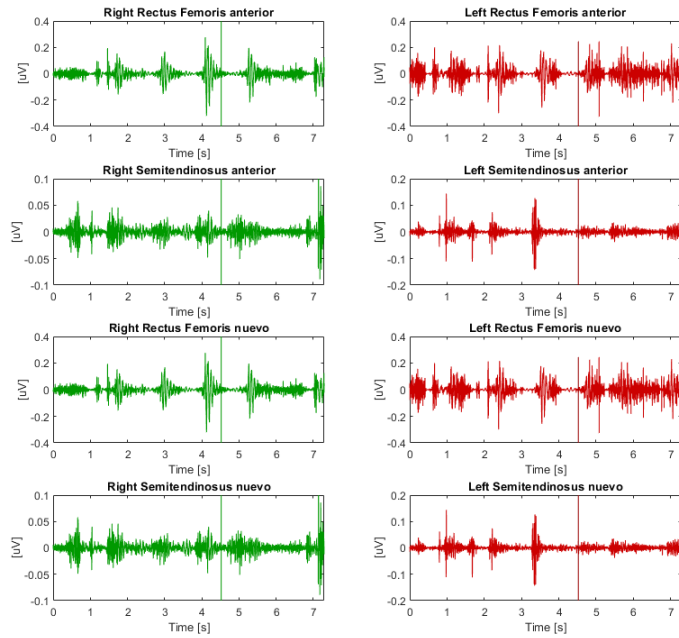 Right Rectus Femoris anterior
0.4
0.2
0
-0.2
-0.4
[uV]
0 1 2 3 4 5 6 7
Time [s]
Left Rectus Femoris anterior
0.4
0.2
0
-0.2
-0.4
[uV]
0 1 2 3 4 5 6 7
Time [s]
Right Semitendinosus anterior
0.1
0.05
0
-0.05
-0.1
[uV]
0 1 2 3 4 5 6 7
Time [s]
Left Semitendinosus anterior
0.2
0.1
0
-0.1
-0.2
[uV]
0 1 2 3 4 5 6 7
Time [s]
Right Rectus Femoris nuevo
0.4
0.2
0
-0.2
-0.4
[uV]
0 1 2 3 4 5 6 7
Time [s]
Left Rectus Femoris nuevo
0.4
0.2
0
-0.2
-0.4
[uV]
0 1 2 3 4 5 6 7
Time [s]
Right Semitendinosus nuevo
0.1
0.05
0
-0.05
-0.1
[uV]
0 1 2 3 4 5 6 7
Time [s]
Left Semitendinosus nuevo
0.2
0.1
0
-0.1
-0.2
[uV]
0 1 2 3 4 5 6 7
Time [s]